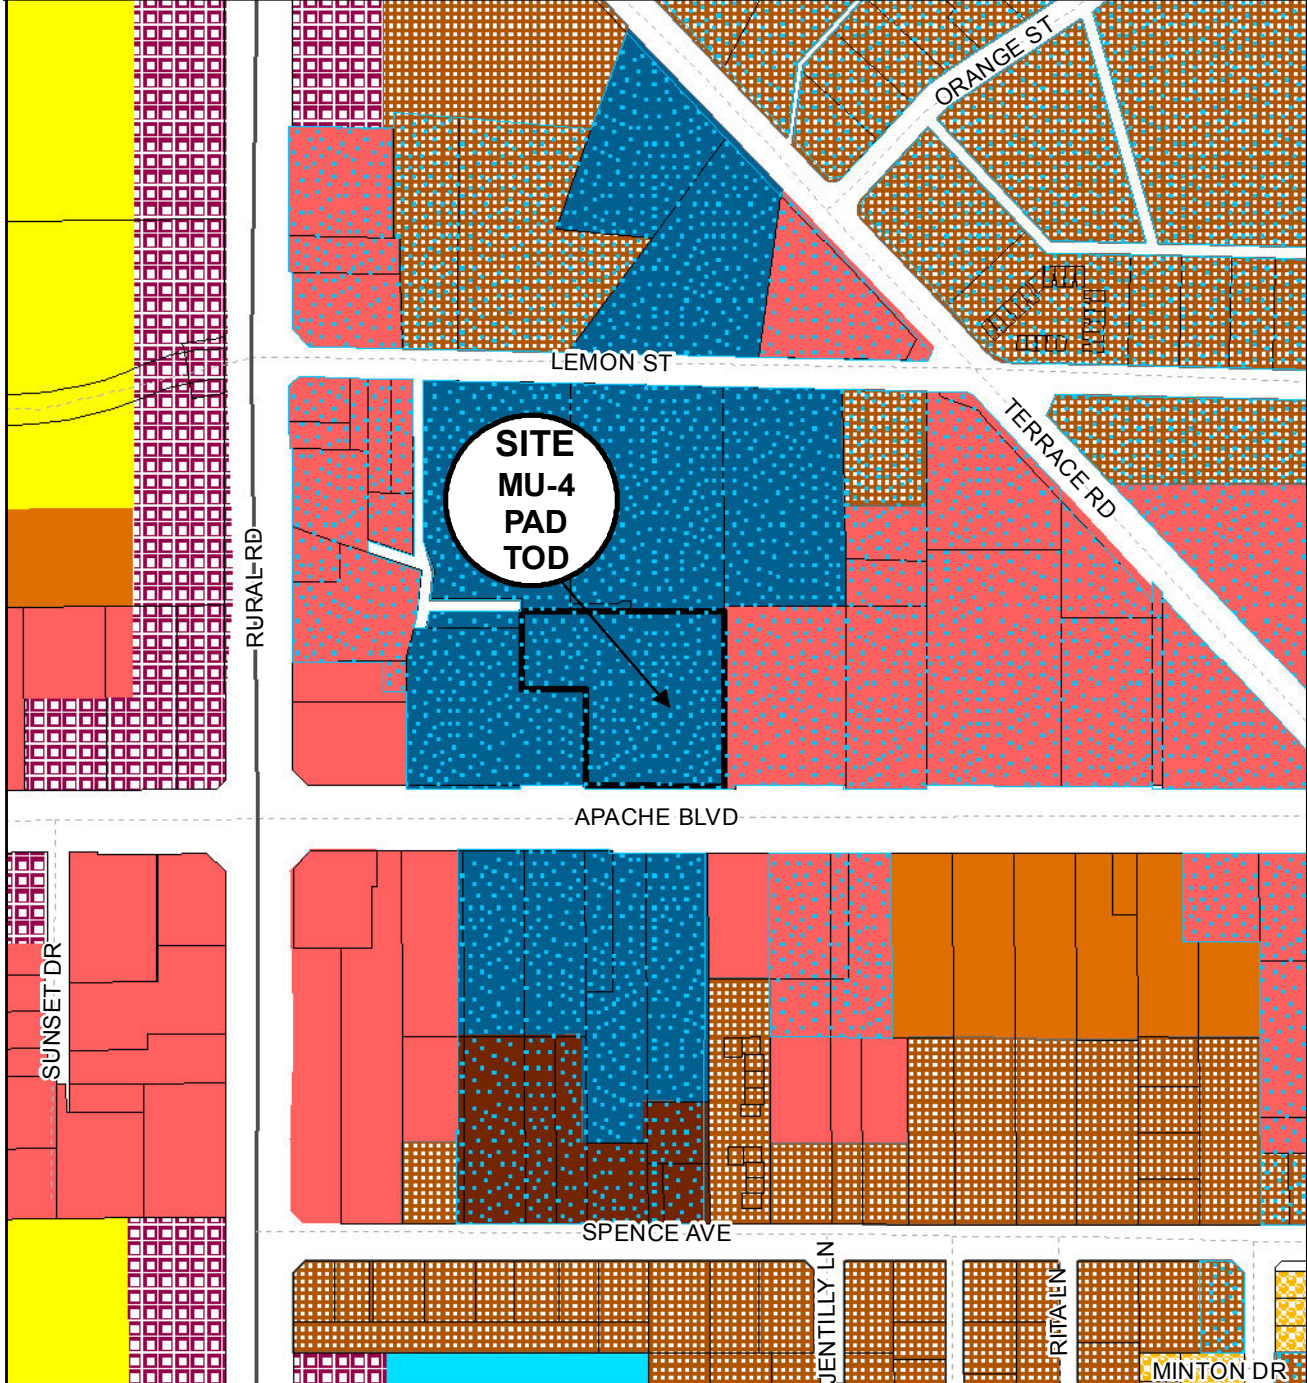 ORANGE ST
LEMON ST
TERRACE RD
SITE
MU-4
PAD
TOD
RURAL RD
APACHE BLVD
SUNSET DR
SPENCE AVE
JENTILLY LN
RITA LN
MINTON DR